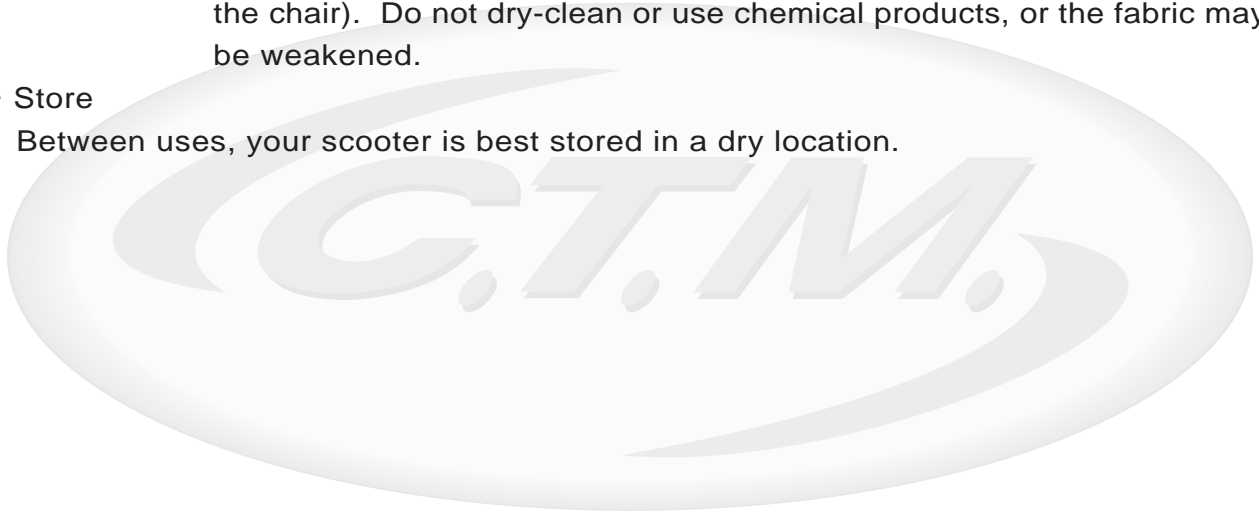 the chair).  Do not dry-clean or use chemical products, or the fabric may
be weakened.
· Store
Between uses, your scooter is best stored in a dry location.
C.T.M.